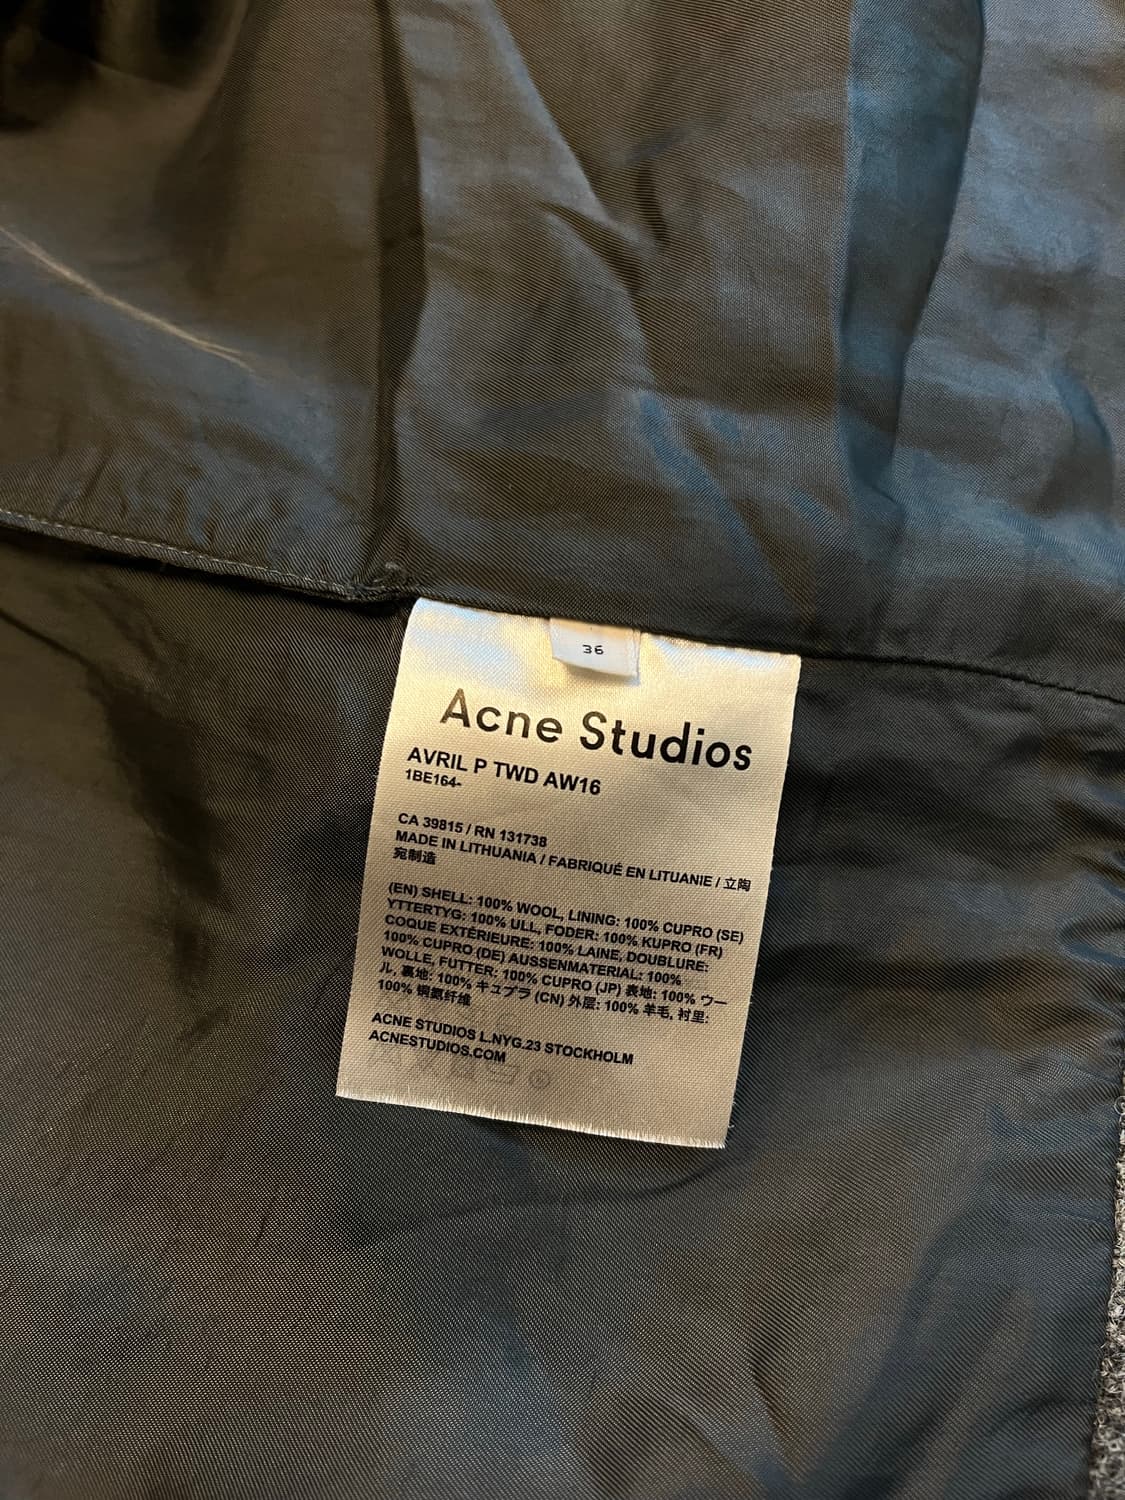 36
Acne Studios
AVRIL P TWD AW16
1BE164-
CA 39815 / RN 131738
MADE IN LITHUANIA / FABRIQUÉ EN LITUANIE / 立陶
宛制造
(EN) SHELL: 100% WOOL, LINING: 100% CUPRO (SE)
YTTERTYG: 100% ULL, FODER: 100% KUPRO (FR)
COQUE EXTÉRIEURE: 100% LAINE, DOUBLURE:
100% CUPRO (DE) AUSSENMATERIAL: 100%
WOLLE, FUTTER: 100% CUPRO (JP) 表地: 100% ウー
ル, 裏地: 100% キュプラ (CN) 外层: 100% 羊毛, 衬里:
100% 铜氨纤维
ACNE STUDIOS L.NYG.23 STOCKHOLM
ACNESTUDIOS.COM